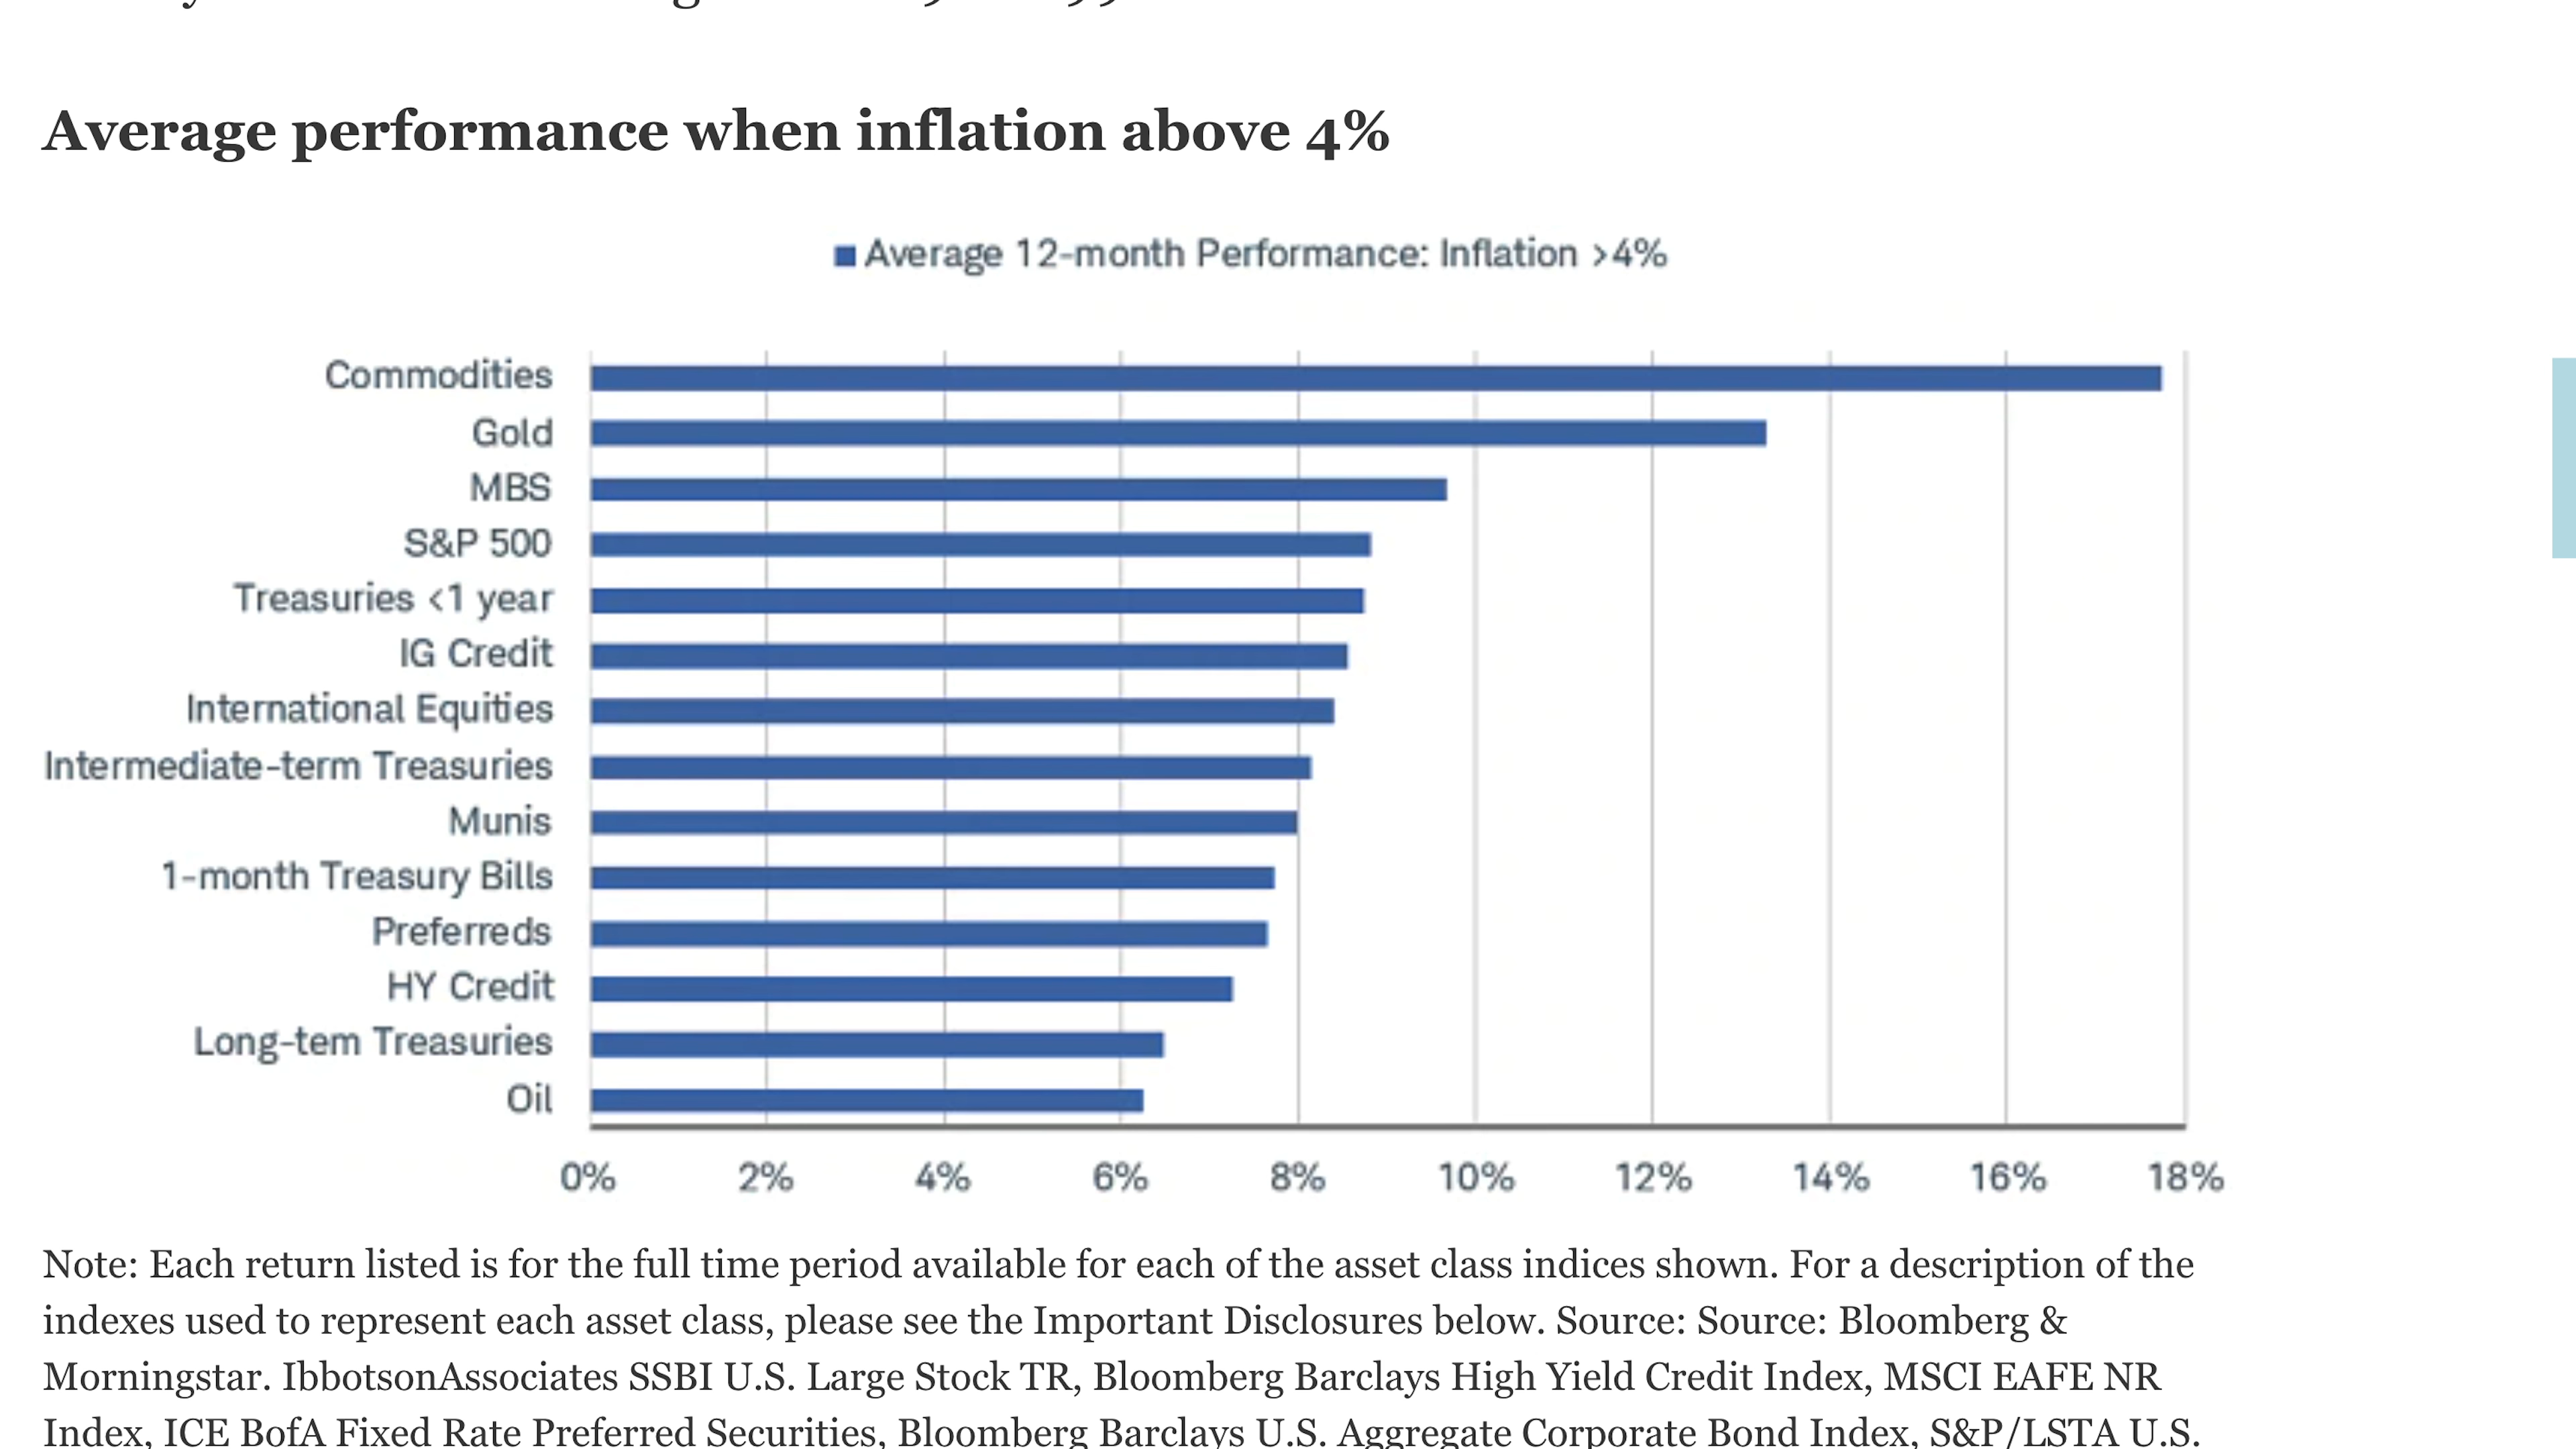 Average performance when inflation above 4%
Average 12-month Performance: Inflation >4%
Commodities
Gold
MBS
S&P 500
Treasuries <1 year
IG Credit
International Equities
Intermediate-term Treasuries
Munis
1-month Treasury Bills
Preferreds
HY Credit
Long-tem Treasuries
Oil
0% 2% 4% 6% 8% 10% 12% 14% 16% 18%
Note: Each return listed is for the full time period available for each of the asset class indices shown. For a description of the
indexes used to represent each asset class, please see the Important Disclosures below. Source: Source: Bloomberg &
Morningstar. IbbotsonAssociates SSBI U.S. Large Stock TR, Bloomberg Barclays High Yield Credit Index, MSCI EAFE NR
Index, ICE BofA Fixed Rate Preferred Securities, Bloomberg Barclays U.S. Aggregate Corporate Bond Index, S&P/LSTA U.S.